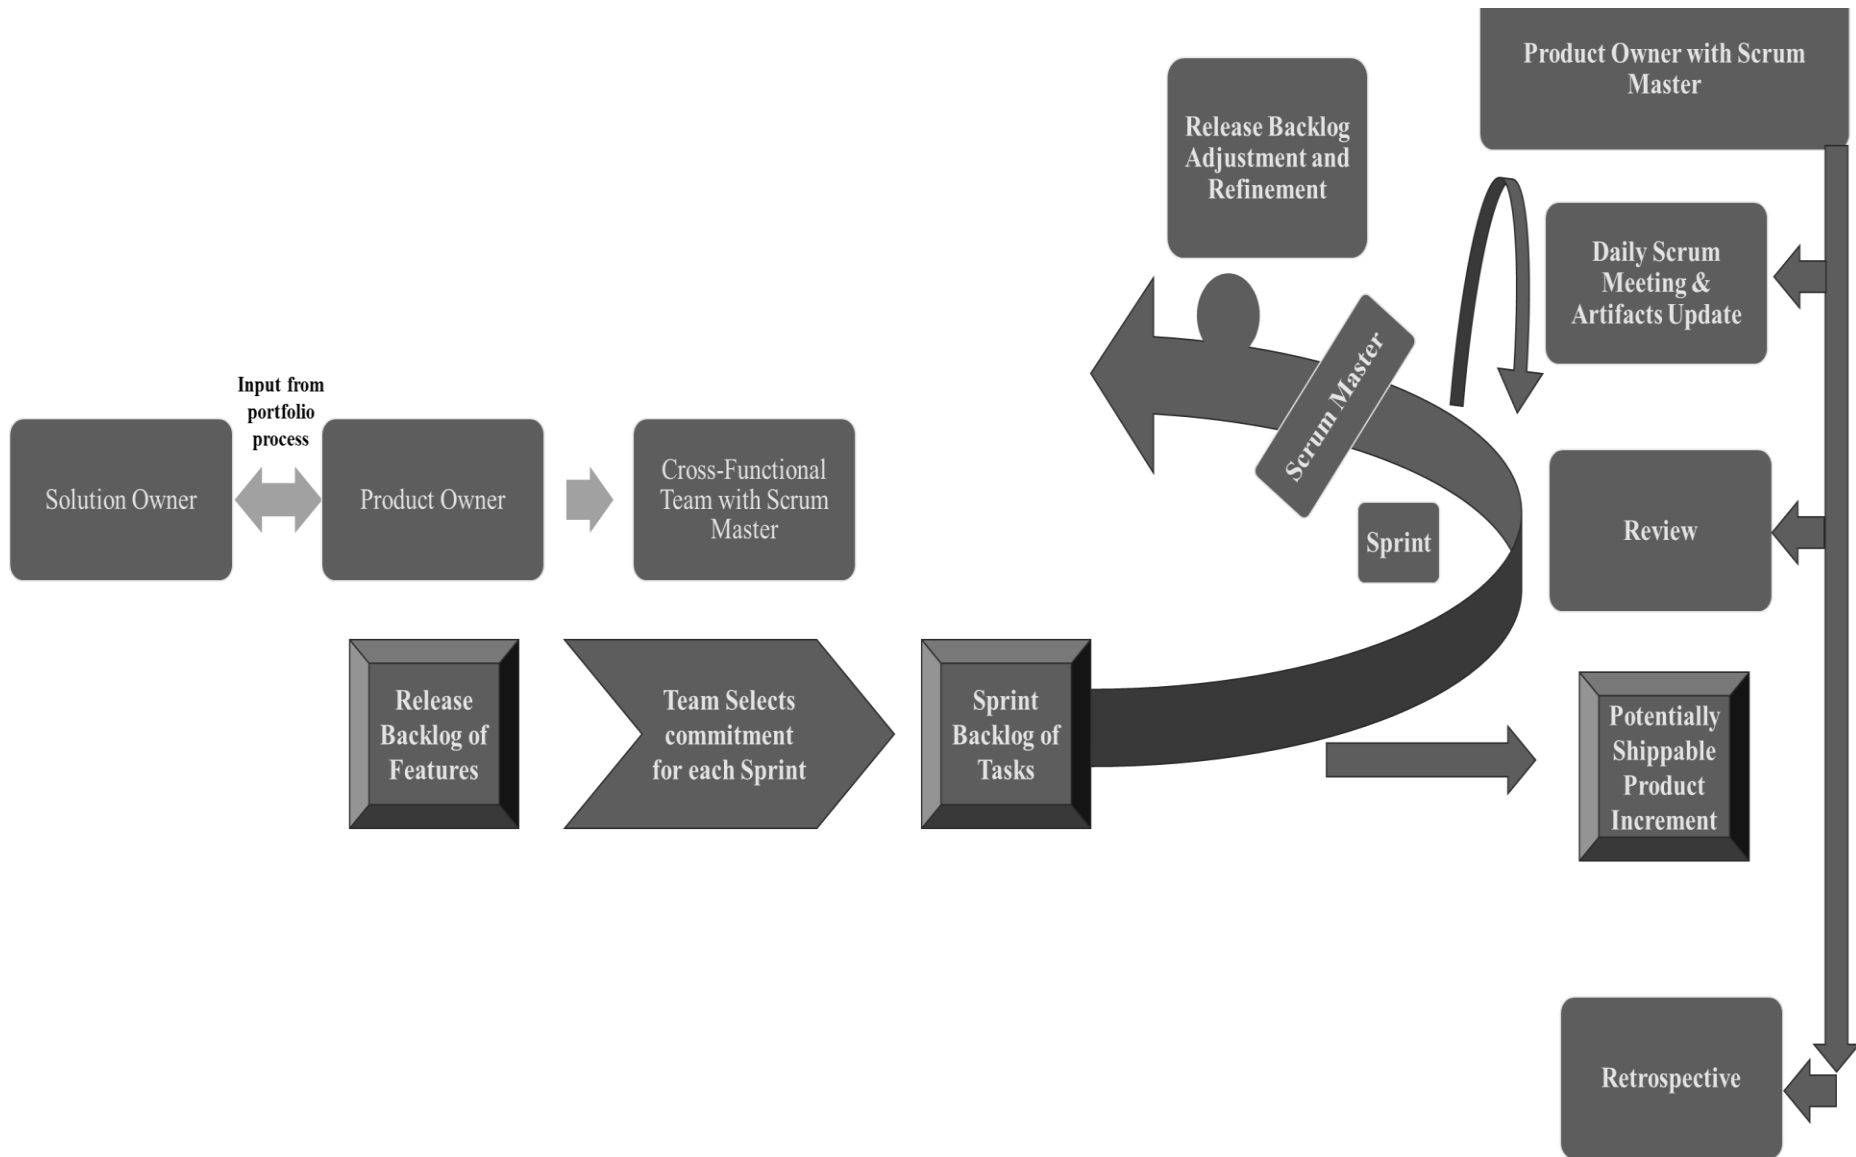 Product Owner with Scrum
Master
Release Backlog
Adjustment and
Refinement
Daily Scrum
Meeting &
Artifacts Update
Scrum Master
Input from
portfolio
process
Solution Owner
Product Owner
Cross-Functional
Team with Scrum
Master
Sprint
Review
Release
Backlog of
Features
Team Selects
commitment
for each Sprint
Sprint
Backlog of
Tasks
Potentially
Shippable
Product
Increment
Retrospective